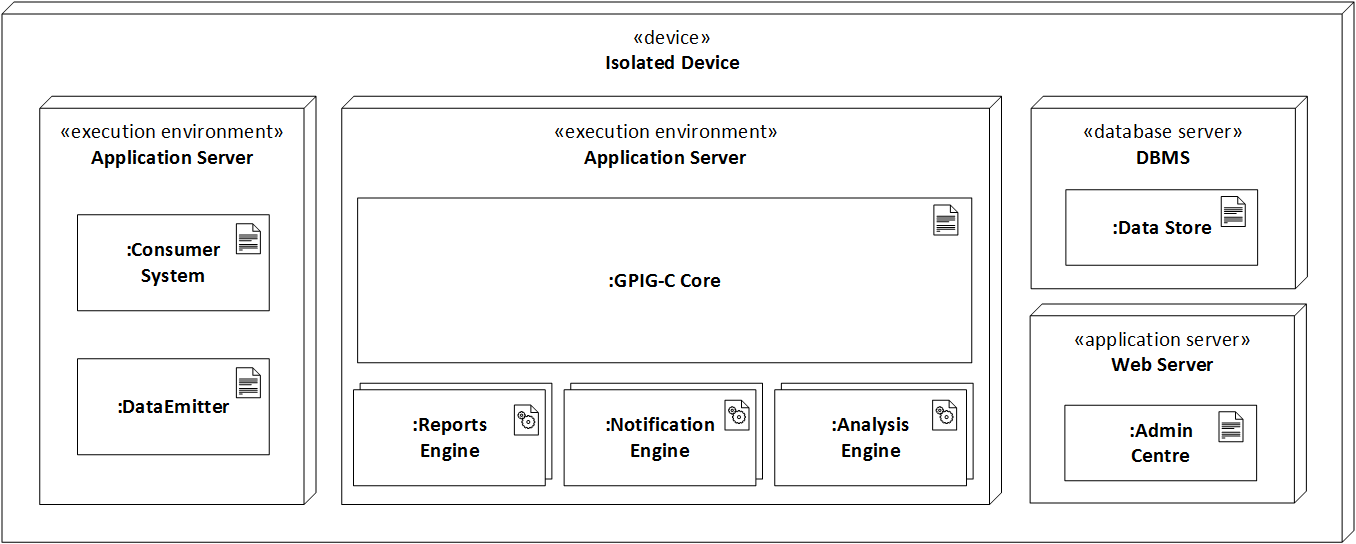 «device»
Isolated Device
«execution environment»
Application Server
:Consumer
System
:DataEmitter
«execution environment»
Application Server
:GPIG-C Core
:Reports
Engine
:Notification
Engine
:Analysis
Engine
«database server»
DBMS
:Data Store
«application server»
Web Server
:Admin
Centre